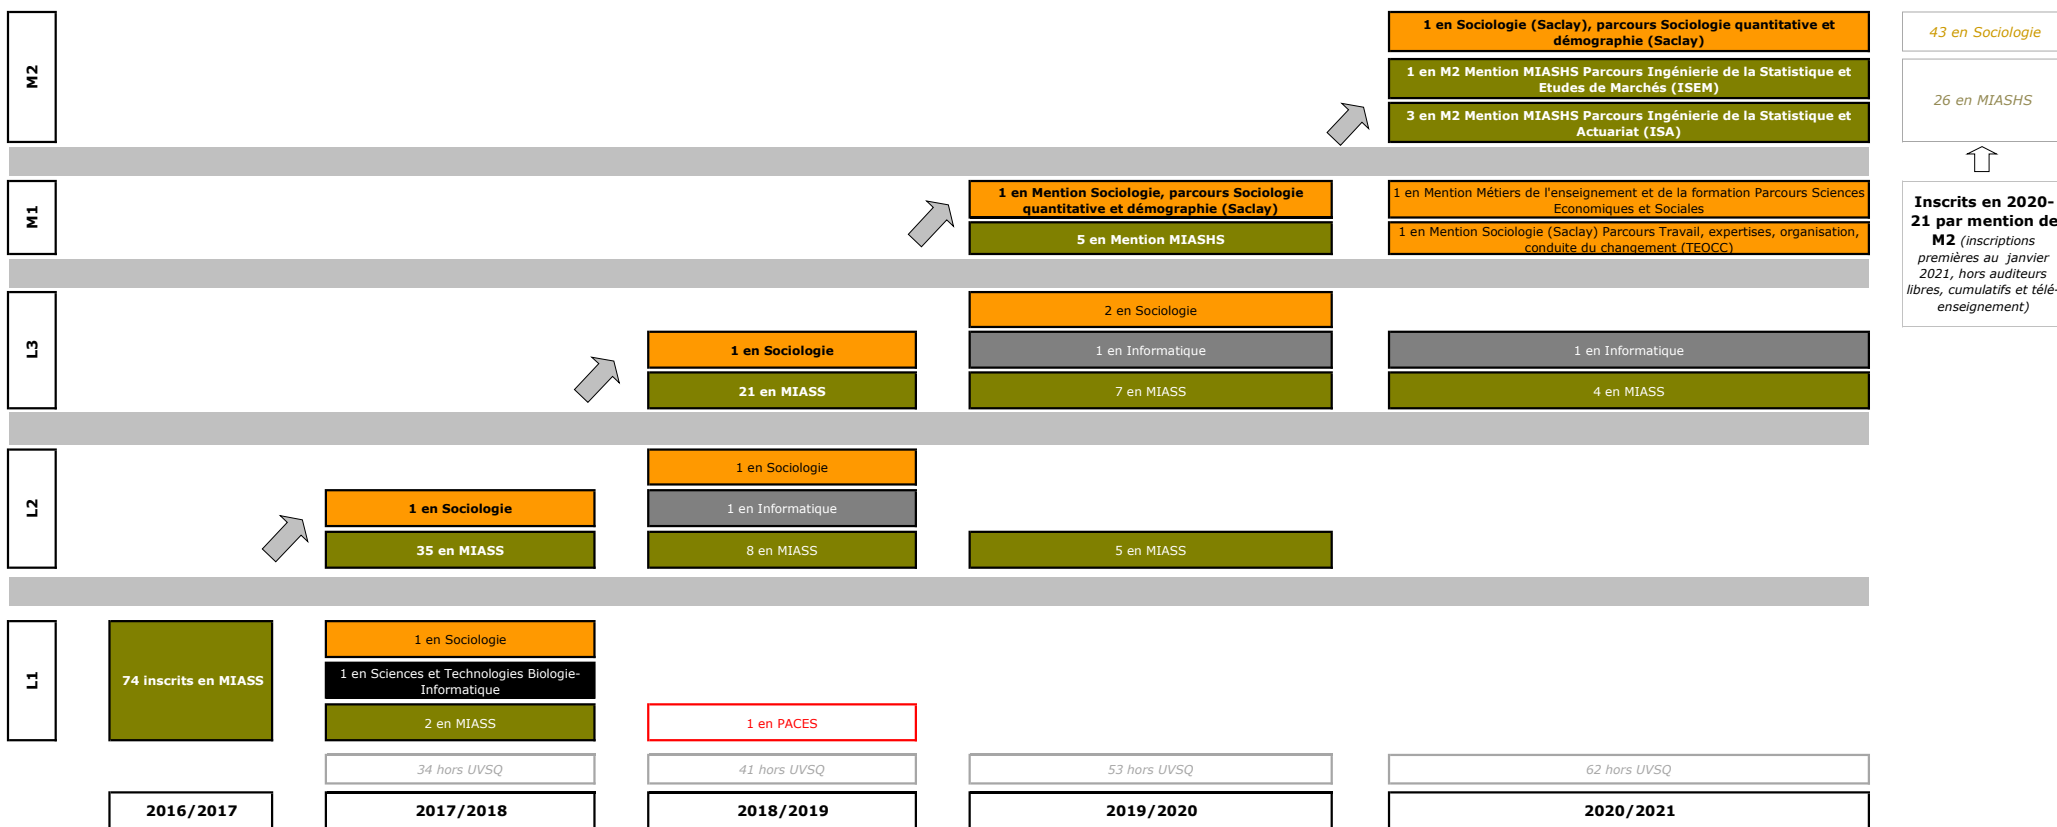 M2
1 en Sociologie (Saclay), parcours Sociologie quantitative et
démographie (Saclay)
1 en M2 Mention MIASHS Parcours Ingénierie de la Statistique et
Etudes de Marchés (ISEM)
3 en M2 Mention MIASHS Parcours Ingénierie de la Statistique et
Actuariat (ISA)
43 en Sociologie
26 en MIASHS
M1
1 en Mention Sociologie, parcours Sociologie
quantitative et démographie (Saclay)
5 en Mention MIASHS
1 en Mention Métiers de l'enseignement et de la formation Parcours Sciences
Economiques et Sociales
1 en Mention Sociologie (Saclay) Parcours Travail, expertises, organisation,
conduite du changement (TEOCC)
Inscrits en 2020-
21 par mention de
M2 (inscriptions
premières au janvier
2021, hors auditeurs
libres, cumulatifs et télé-
enseignement)
L3
1 en Sociologie
21 en MIASS
2 en Sociologie
1 en Informatique
7 en MIASS
1 en Informatique
4 en MIASS
L2
1 en Sociologie
35 en MIASS
1 en Sociologie
1 en Informatique
8 en MIASS
5 en MIASS
L1
74 inscrits en MIASS
1 en Sociologie
1 en Sciences et Technologies Biologie-
Informatique
2 en MIASS
1 en PACES
34 hors UVSQ
41 hors UVSQ
53 hors UVSQ
62 hors UVSQ
2016/2017
2017/2018
2018/2019
2019/2020
2020/2021